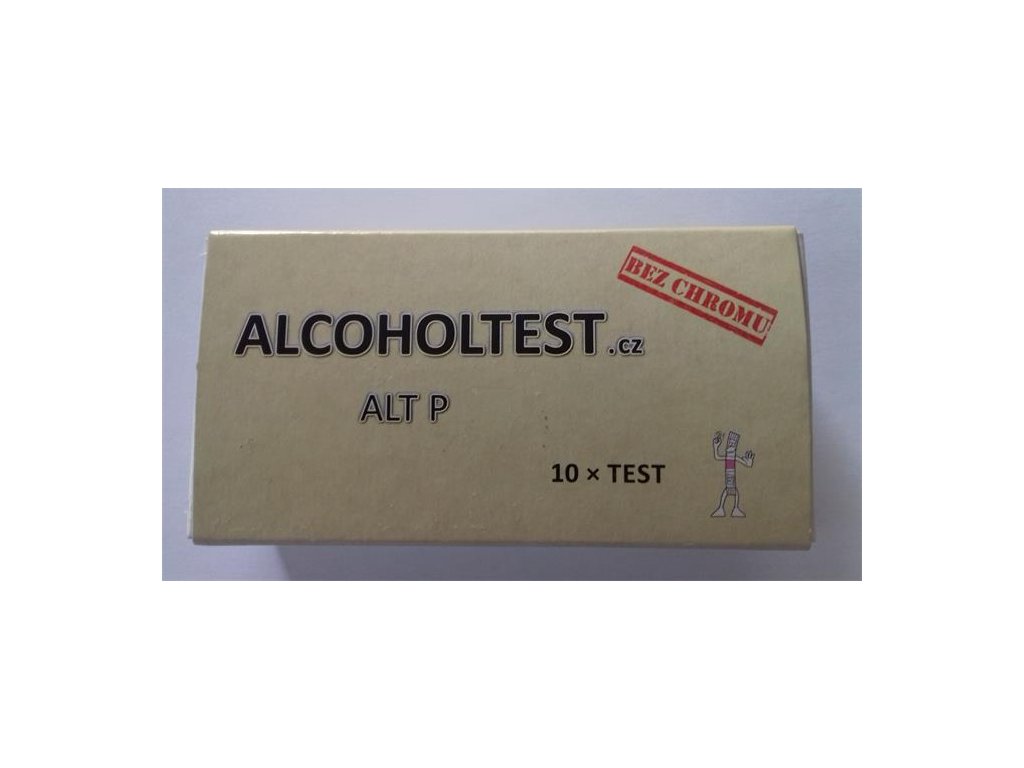 BEZ CHROMU
ALCOHOLTEST.cz
ALT P
10 × TEST